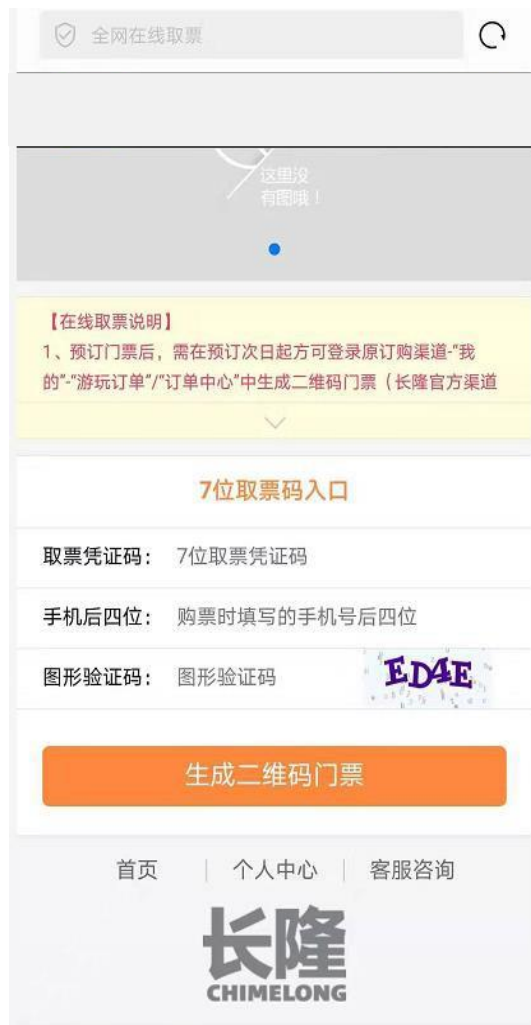 全网在线取票
这里没
有图哦！
【在线取票说明】
1、预订门票后，需在预订次日起方可登录原订购渠道-“我
的”-“游玩订单”/“订单中心”中生成二维码门票（长隆官方渠道
7位取票码入口
取票凭证码： 7位取票凭证码
手机后四位： 购票时填写的手机号后四位
图形验证码： 图形验证码 ED4E
生成二维码门票
首页 | 个人中心 | 客服咨询
长隆
CHIMELONG